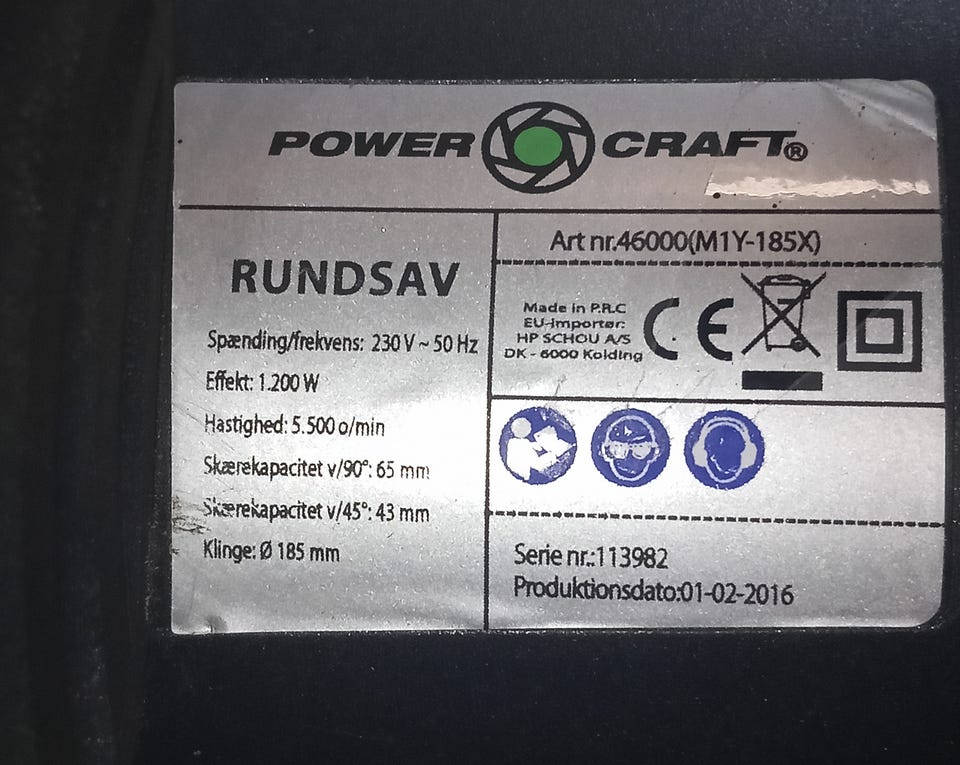 POWER CRAFT®
RUNDSAV
Spænding/frekvens: 230 V ~ 50 Hz
Effekt: 1.200 W
Hastighed: 5.500 o/min
Skærekapacitet v/90°: 65 mm
Skærekapacitet v/45°: 43 mm
Klinge: Ø 185 mm
Art nr.46000(M1Y-185X)
Made in P.R.C
EU-Importør:
HP SCHOU A/S
DK - 6000 Kolding
CE
Serie nr.:113982
Produktionsdato:01-02-2016